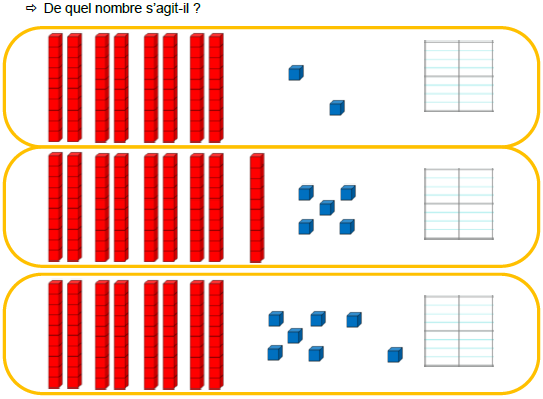 ⇨ De quel nombre s'agit-il ?